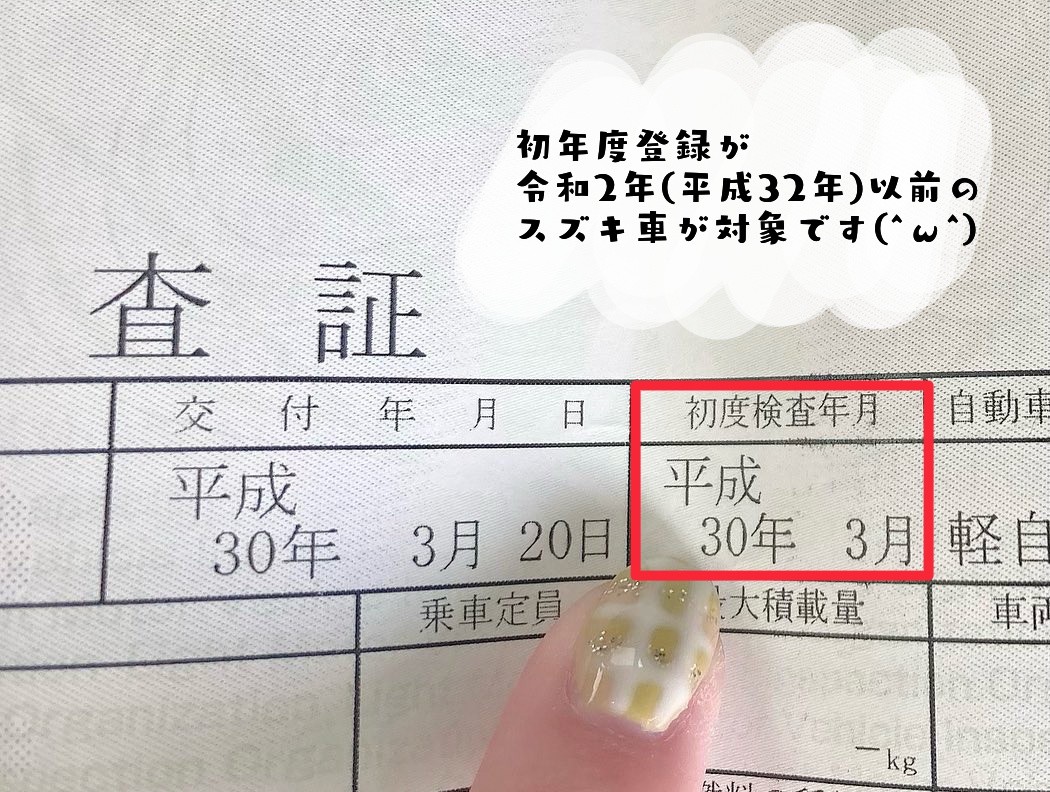 初年度登録が
令和2年(平成32年)以前の
スズキ車が対象です(^ω^)
査 証
交 付 年 月 日 初度検査年月 自動車
平成 平成
30年 3月 20日 30年 3月 軽自
乗車定員 大積載量 車両
kg